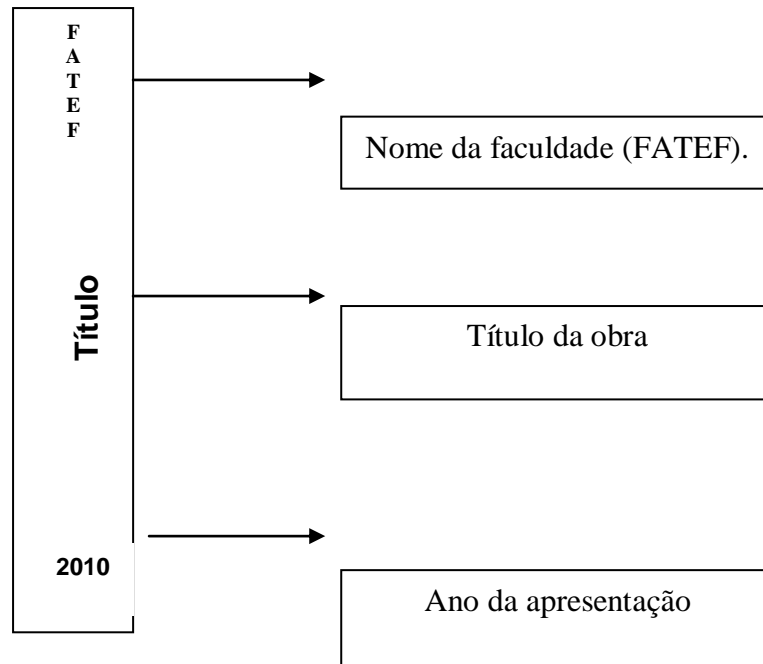 F
A
T
E
F
Nome da faculdade (FATEF).
Título
Título da obra
2010
Ano da apresentação